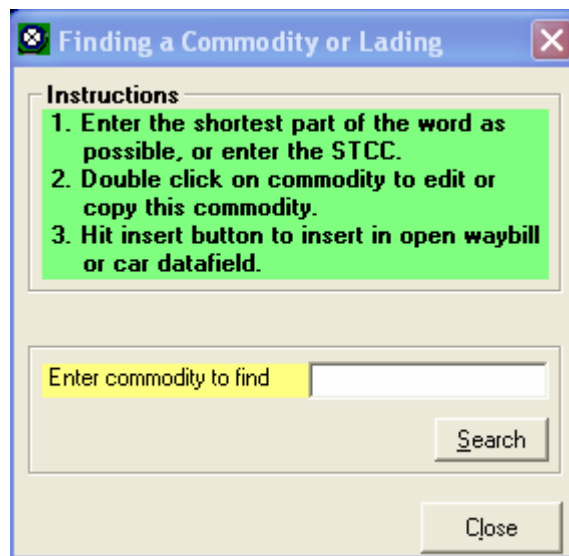 Finding a Commodity or Lading
Instructions
1. Enter the shortest part of the word as
possible, or enter the STCC.
2. Double click on commodity to edit or
copy this commodity.
3. Hit insert button to insert in open waybill
or car datafield.
Enter commodity to find
Search
Close